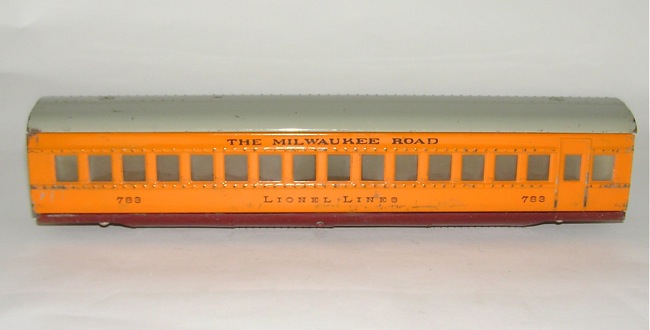 THE MILWAUKEE ROAD
783 LIONEL LINES 783